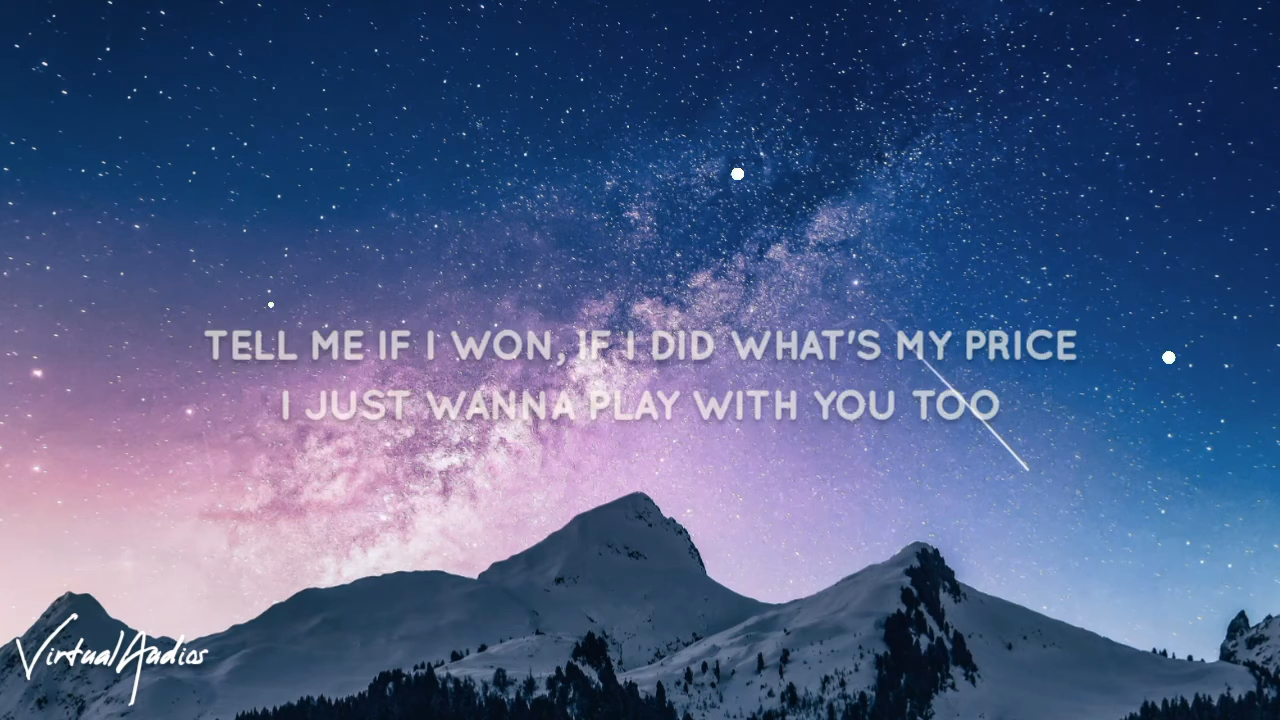 TELL ME IF I WON, IF I DID WHAT'S MY PRICE
I JUST WANNA PLAY WITH YOU TOO
VirtualAudios